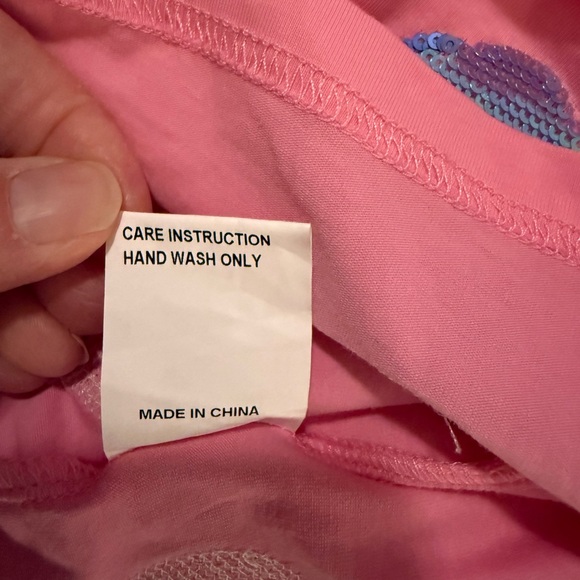 CARE INSTRUCTION
HAND WASH ONLY
MADE IN CHINA